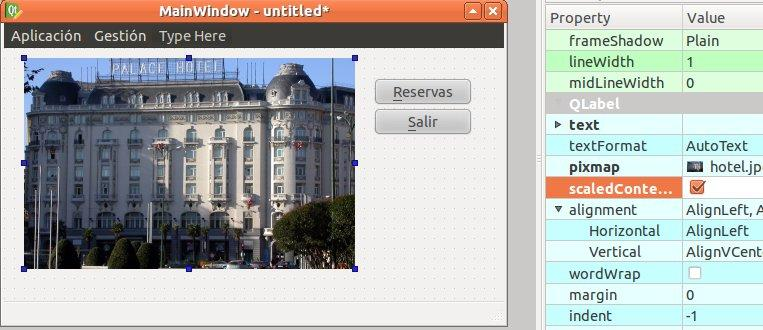 MainWindow - untitled*
Aplicación Gestión Type Here
PALACE HOTEL
Reservas
Salir
Property Value
frameShadow Plain
lineWidth 1
midLineWidth 0
QLabel
text
textFormat AutoText
pixmap hotel.jp
scaledConte...
alignment AlignLeft, A
Horizontal AlignLeft
Vertical AlignVCent
wordWrap
margin 0
indent -1